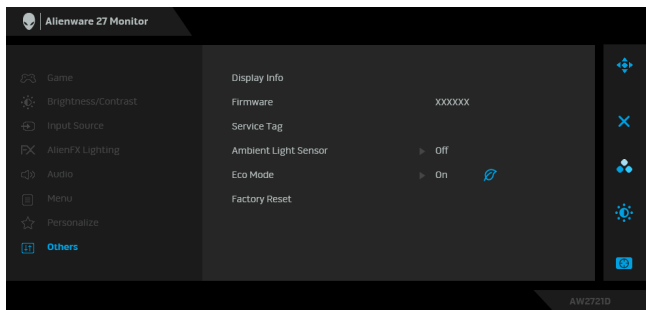 Alienware 27 Monitor
Game
Brightness/Contrast
Input Source
FX AlienFX Lighting
Audio
Menu
Personalize
Others
Display Info
Firmware XXXXXX
Service Tag
Ambient Light Sensor Off
Eco Mode On
Factory Reset
AW2721D